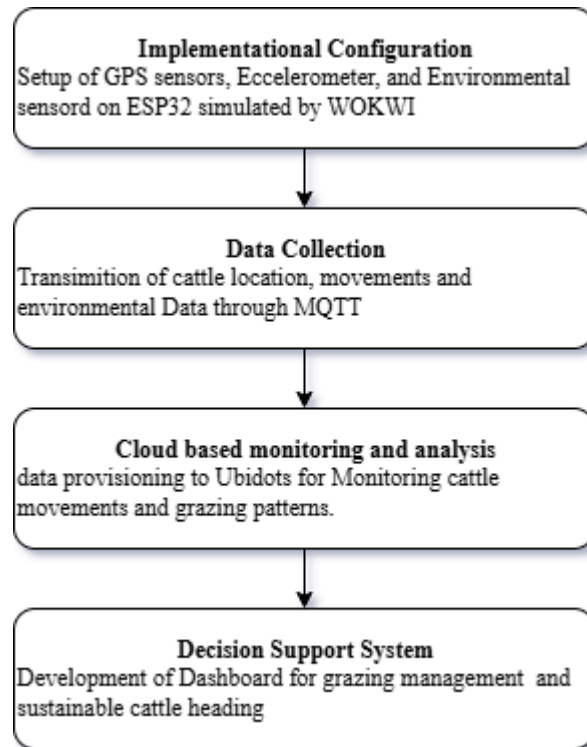 Implementational Configuration
Setup of GPS sensors, Eccelerometer, and Environmental
sensord on ESP32 simulated by WOKWI
Data Collection
Transimition of cattle location, movements and
environmental Data through MQTT
Cloud based monitoring and analysis
data provisioning to Ubidots for Monitoring cattle
movements and grazing patterns.
Decision Support System
Development of Dashboard for grazing management and
sustainable cattle heading